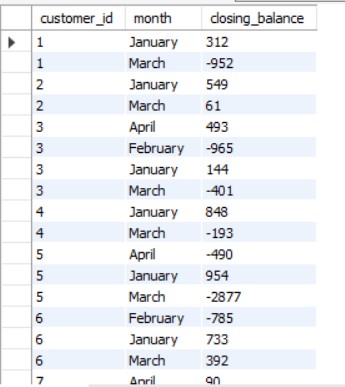 customer_id month closing_balance
1 January 312
1 March -952
2 January 549
2 March 61
3 April 493
3 February -965
3 January 144
3 March -401
4 January 848
4 March -193
5 April -490
5 January 954
5 March -2877
6 February -785
6 January 733
6 March 392
7 April 90